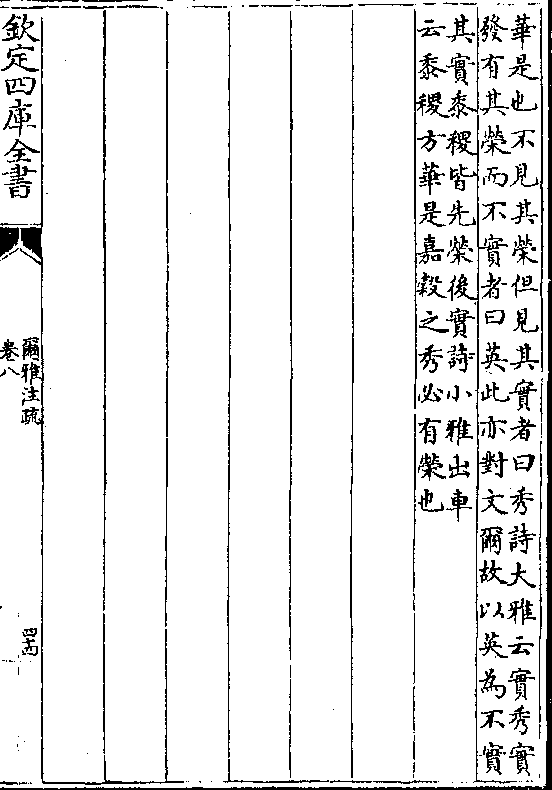 華是也不見其榮但見其實者曰秀詩大雅云實秀實
發有其榮而不實者曰英此亦對文爾故以英為不實
其實黍稷皆先榮後實詩小雅出車
云黍稷方華是嘉穀之秀必有榮也
欽定四庫全書
爾雅注疏
卷八